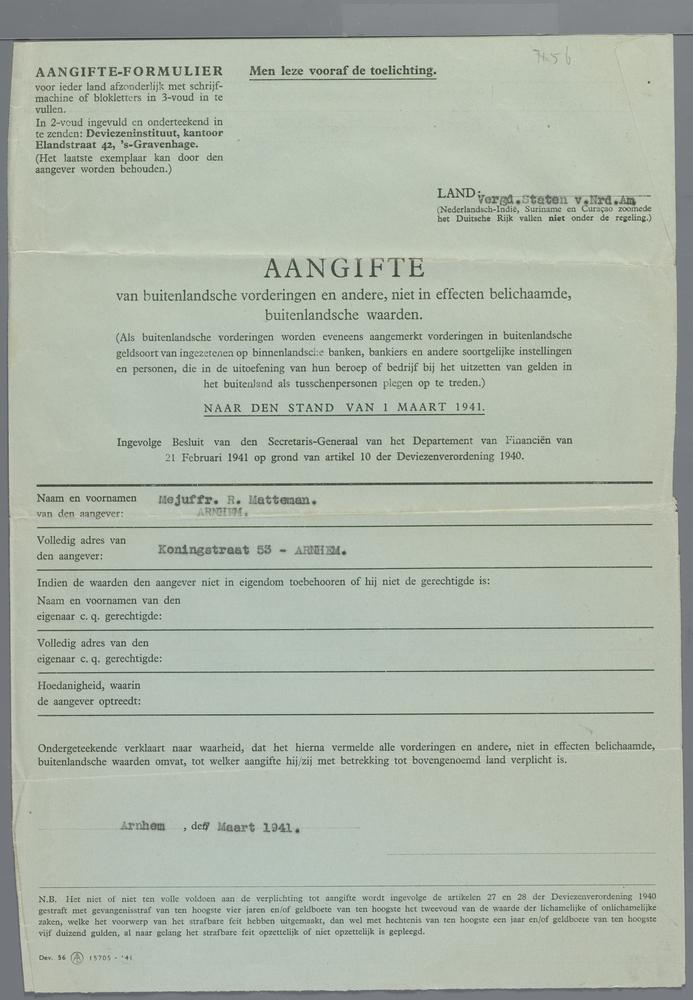 74.56
AANGIFTE-FORMULIER
voor ieder land afzonderlijk met schrijf-
machine of blokletters in 3-voud in te
vullen.
In 2-voud ingevuld en onderteekend in
te zenden: Deviezeninstituut, kantoor
Elandstraat 42, 's-Gravenhage.
(Het laatste exemplaar kan door den
aangever worden behouden.)
Men leze vooraf de toelichting.
LAND: Vergd.Staten v.Nrd.Am
(Nederlandsch-Indië, Suriname en Curaçao zoomede
het Duitsche Rijk vallen niet onder de regeling.)
AANGIFTE
van buitenlandsche vorderingen en andere, niet in effecten belichaamde,
buitenlandsche waarden.
(Als buitenlandsche vorderingen worden eveneens aangemerkt vorderingen in buitenlandsche
geldsoort van ingezetenen op binnenlandsche banken, bankiers en andere soortgelijke instellingen
en personen, die in de uitoefening van hun beroep of bedrijf bij het uitzetten van gelden in
het buitenland als tusschenpersonen plegen op te treden.)
NAAR DEN STAND VAN 1 MAART 1941.
Ingevolge Besluit van den Secretaris-Generaal van het Departement van Financiën van
21 Februari 1941 op grond van artikel 10 der Deviezenverordening 1940.
Naam en voornamen Mejuffr. R. Matteman.
van den aangever: ARNHEM.
Volledig adres van
den aangever: Koningstraat 53 - ARNHEM.
Indien de waarden den aangever niet in eigendom toebehooren of hij niet de gerechtigde is:
Naam en voornamen van den
eigenaar c. q. gerechtigde:
Volledig adres van den
eigenaar c. q. gerechtigde:
Hoedanigheid, waarin
de aangever optreedt:
Ondergeteekende verklaart naar waarheid, dat het hierna vermelde alle vorderingen en andere, niet in effecten belichaamde,
buitenlandsche waarden omvat, tot welker aangifte hij/zij met betrekking tot bovengenoemd land verplicht is.
Arnhem , de 7 Maart 1941.
N.B. Het niet of niet ten volle voldoen aan de verplichting tot aangifte wordt ingevolge de artikelen 27 en 28 der Deviezenverordening 1940
gestraft met gevangenisstraf van ten hoogste vier jaren en/of geldboete van ten hoogste het tweevoud van de waarde der lichamelijke of onlichamelijke
zaken, welke het voorwerp van het strafbare feit hebben uitgemaakt, dan wel met hechtenis van ten hoogste een jaar en/of geldboete van ten hoogste
vijf duizend gulden, al naar gelang het strafbare feit opzettelijk of niet opzettelijk is gepleegd.
Dev. 56 15705 - '41